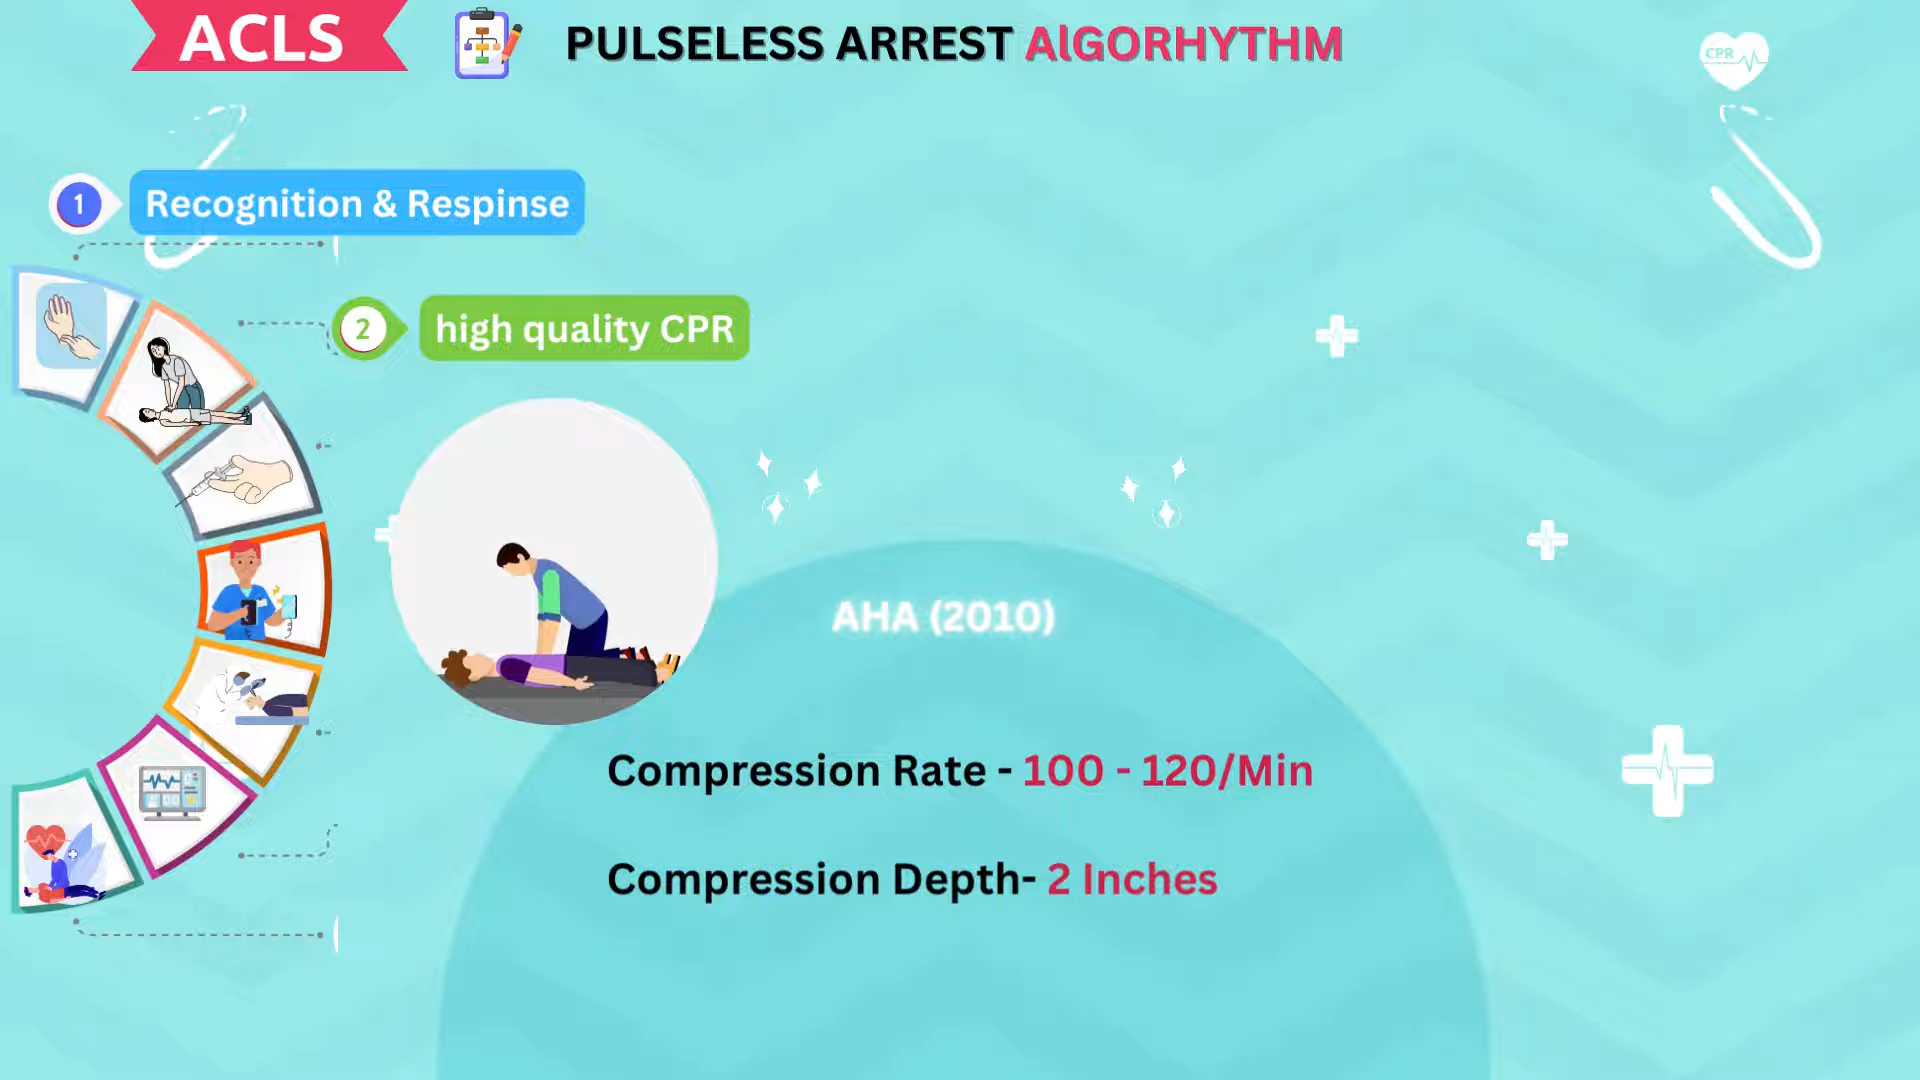 ACLS
PULSELESS ARREST AlGORHYTHM
CPR
1
Recognition & Respinse
2
high quality CPR
AHA (2010)
Compression Rate - 100 - 120/Min
Compression Depth- 2 Inches